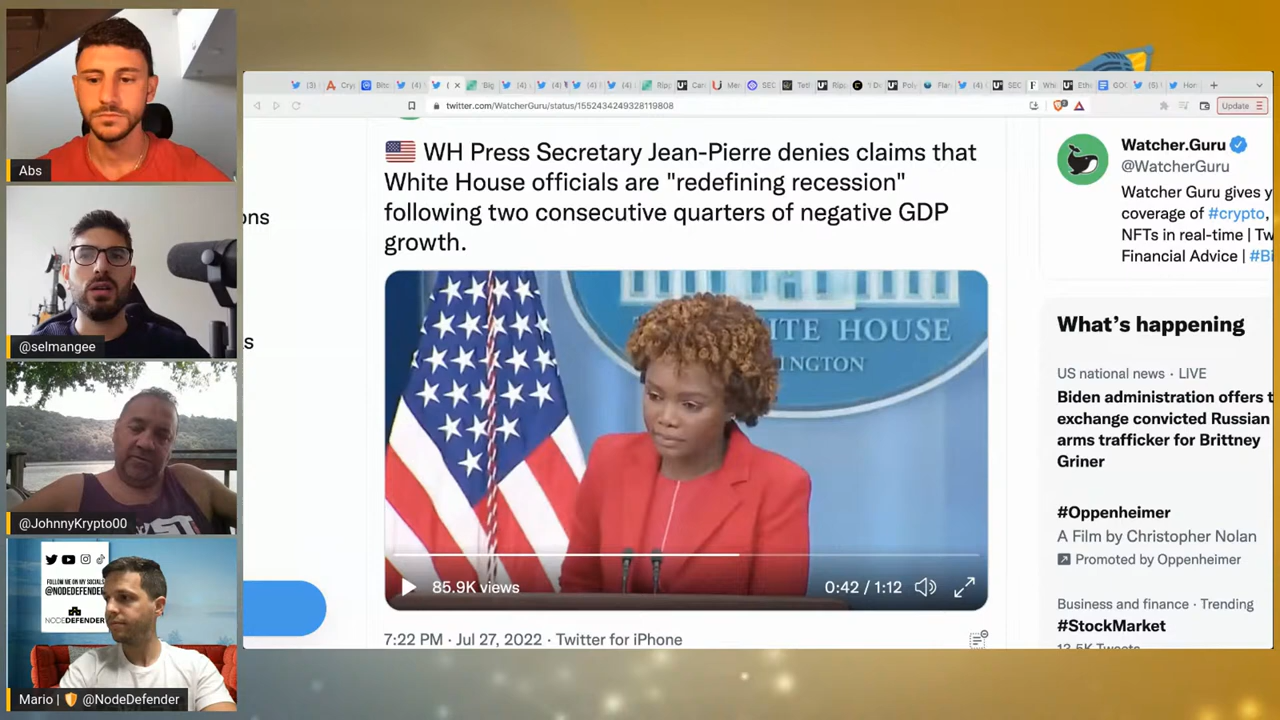 Abs
@selmangee
@JohnnyKrypto00
FOLLOW ME ON MY SOCIALS
@NODEDEFENDER
NODEDEFENDER
Mario | @NodeDefender
twitter.com/WatcherGuru/status/1552434249328119808
Update
ons
s
WH Press Secretary Jean-Pierre denies claims that
White House officials are "redefining recession"
following two consecutive quarters of negative GDP
growth.
HITE HOUSE
NGTON
85.9K views
0:42 / 1:12
7:22 PM · Jul 27, 2022 · Twitter for iPhone
Watcher.Guru
@WatcherGuru
Watcher Guru gives y
coverage of #crypto,
NFTs in real-time | Tw
Financial Advice | #Bi
What's happening
US national news · LIVE
Biden administration offers t
exchange convicted Russian
arms trafficker for Brittney
Griner
#Oppenheimer
A Film by Christopher Nolan
Promoted by Oppenheimer
Business and finance · Trending
#StockMarket